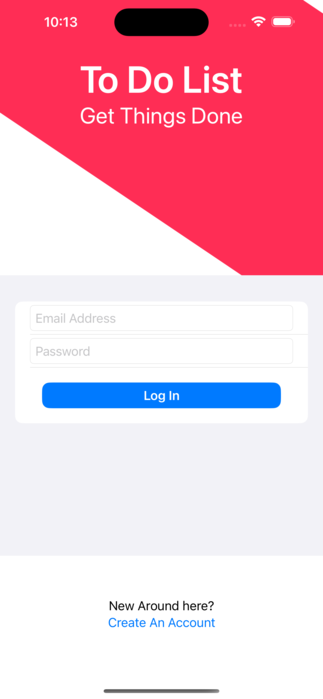 10:13
To Do List
Get Things Done
Email Address
Password
Log In
New Around here?
Create An Account